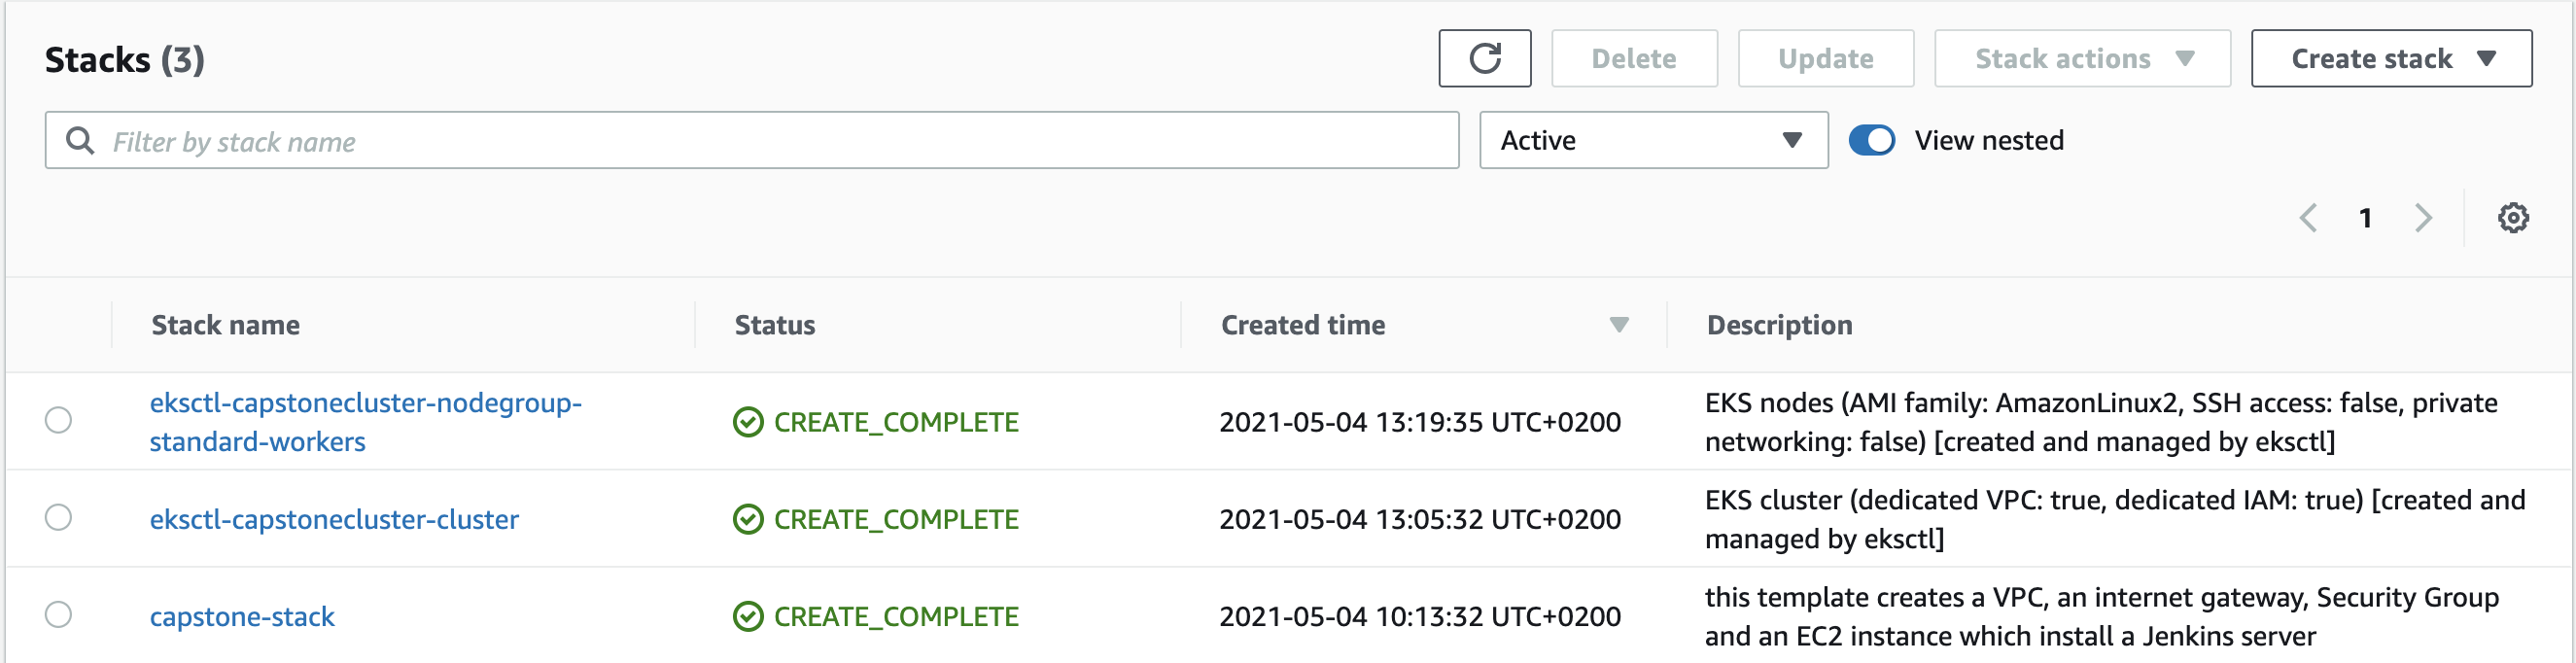 Stacks (3)
Delete
Update
Stack actions
Create stack
Filter by stack name
Active
View nested
1
Stack name
Status
Created time
Description
eksctl-capstonecluster-nodegroup-
standard-workers
CREATE_COMPLETE
2021-05-04 13:19:35 UTC+0200
EKS nodes (AMI family: AmazonLinux2, SSH access: false, private
networking: false) [created and managed by eksctl]
eksctl-capstonecluster-cluster
CREATE_COMPLETE
2021-05-04 13:05:32 UTC+0200
EKS cluster (dedicated VPC: true, dedicated IAM: true) [created and
managed by eksctl]
capstone-stack
CREATE_COMPLETE
2021-05-04 10:13:32 UTC+0200
this template creates a VPC, an internet gateway, Security Group
and an EC2 instance which install a Jenkins server